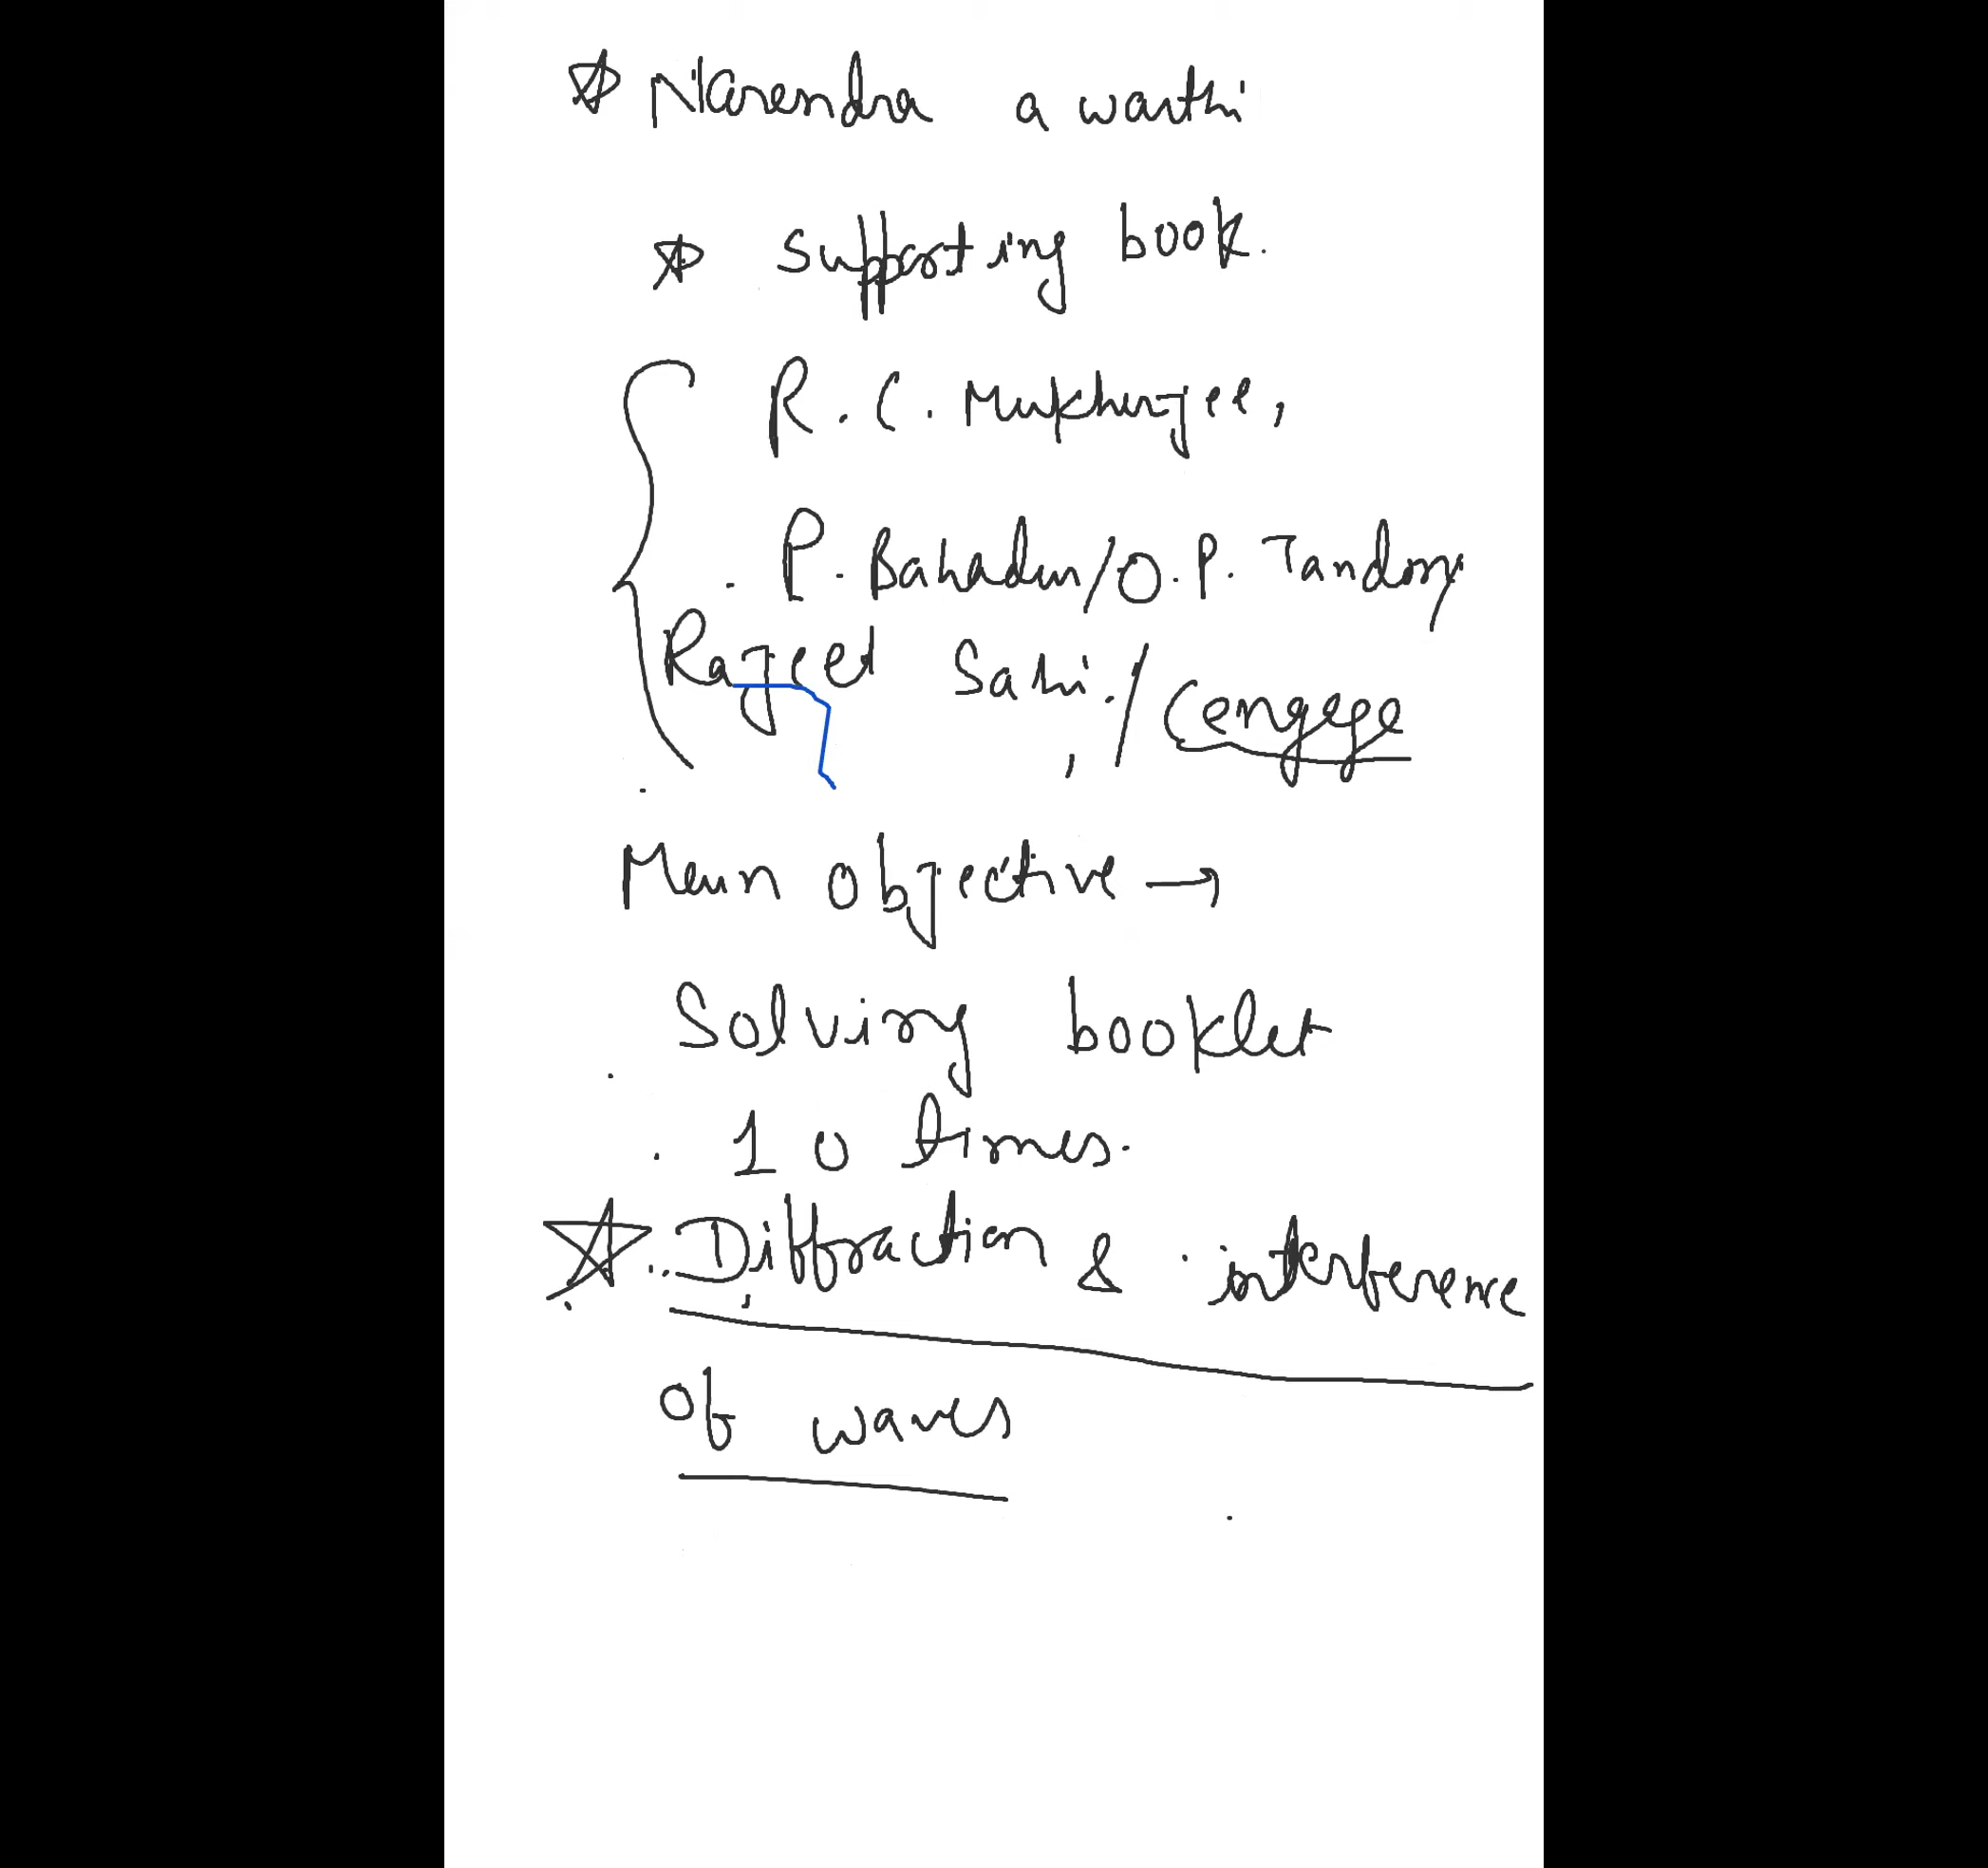 ☆ Narendra awasthi
☆ Supporting book.
R. C. Mukherjee,
P. Bahadur/O. P. Tandon/
Rajeet Sahi,/Cengage
Main objective →
Solving booklet
10 times.
☆ Diffraction & interference
of waves